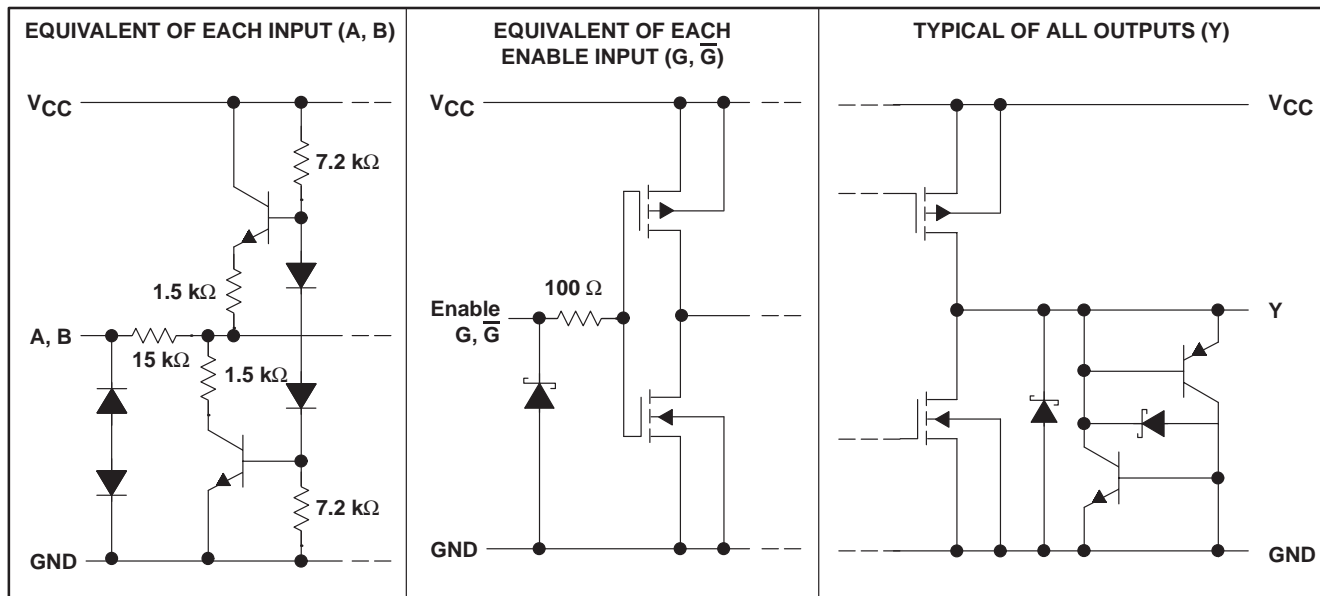 EQUIVALENT OF EACH INPUT (A, B)
VCC
7.2 kΩ
1.5 kΩ
A, B
15 kΩ
1.5 kΩ
7.2 kΩ
GND
EQUIVALENT OF EACH
ENABLE INPUT (G, G̅)
VCC
100 Ω
Enable
G, G̅
GND
TYPICAL OF ALL OUTPUTS (Y)
VCC
Y
GND